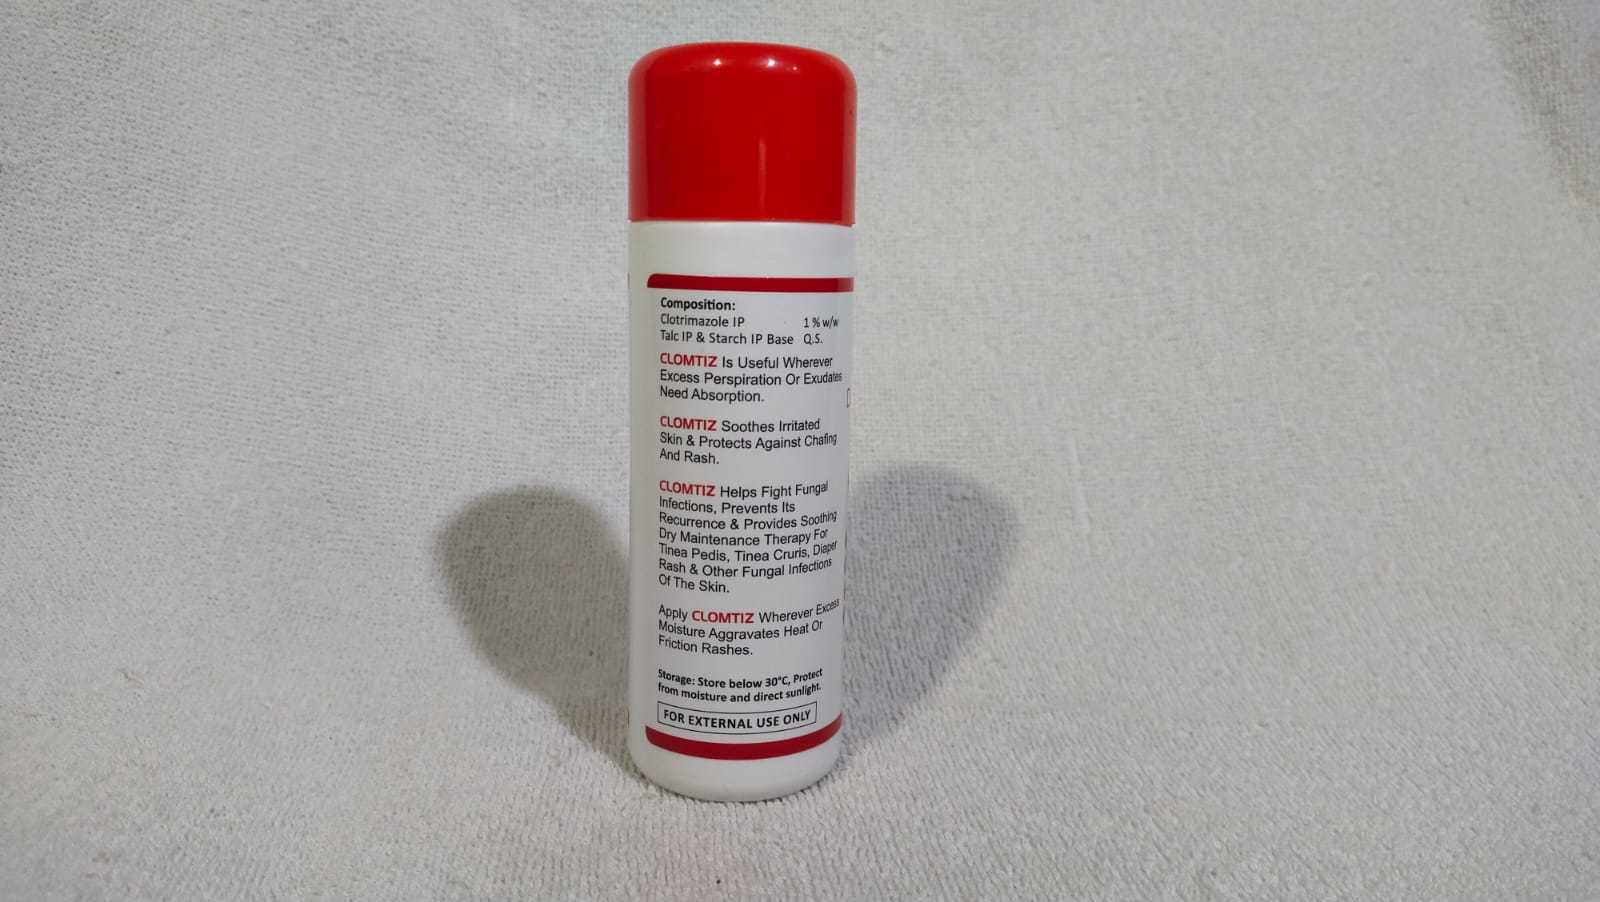 Composition:
Clotrimazole IP 1 % w/w
Talc IP & Starch IP Base Q.S.
CLOMTIZ Is Useful Wherever
Excess Perspiration Or Exudates
Need Absorption.
CLOMTIZ Soothes Irritated
Skin & Protects Against Chafing
And Rash.
CLOMTIZ Helps Fight Fungal
Infections, Prevents Its
Recurrence & Provides Soothing
Dry Maintenance Therapy For
Tinea Pedis, Tinea Cruris, Diaper
Rash & Other Fungal Infections
Of The Skin.
Apply CLOMTIZ Wherever Excess
Moisture Aggravates Heat Or
Friction Rashes.
Storage: Store below 30°C, Protect
from moisture and direct sunlight.
FOR EXTERNAL USE ONLY